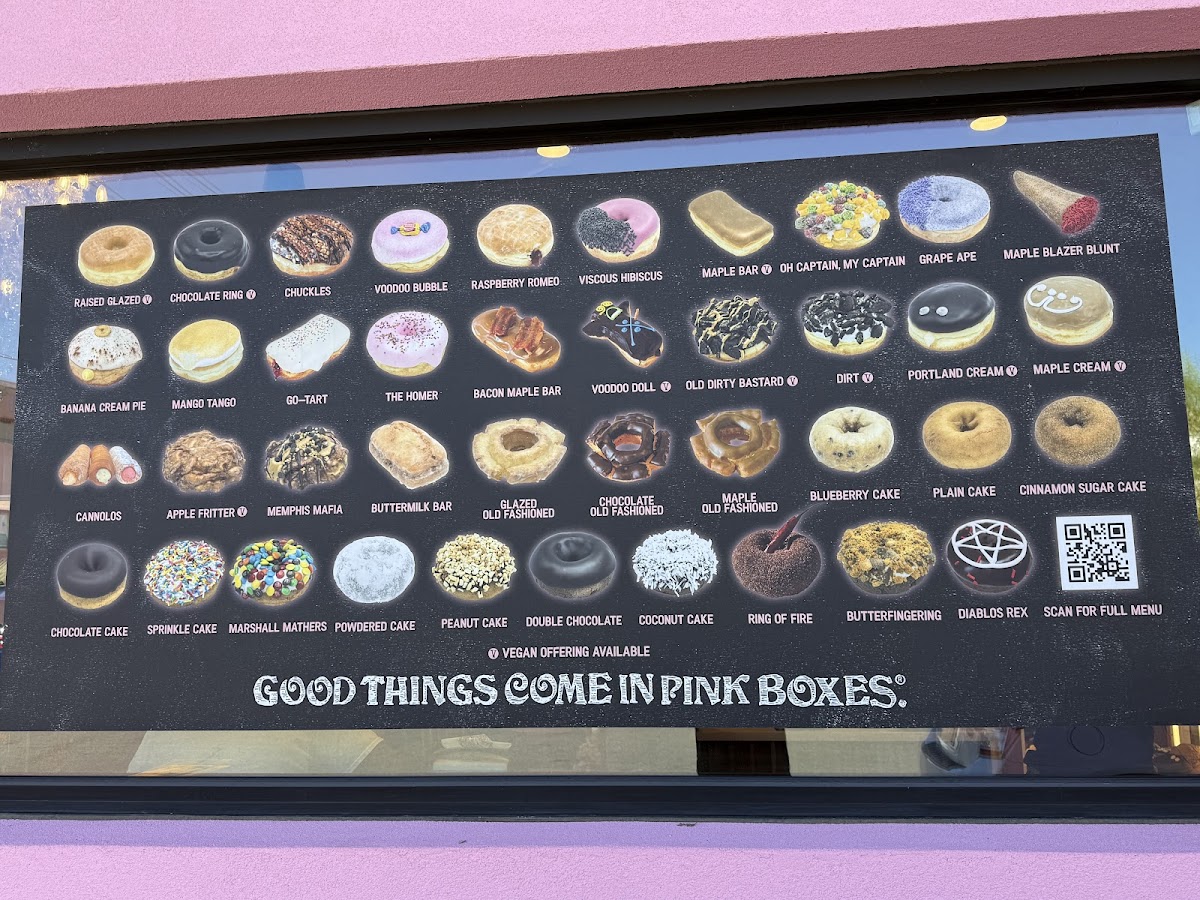 RAISED GLAZED Ⓥ
CHOCOLATE RING Ⓥ
CHUCKLES
VOODOO BUBBLE
RASPBERRY ROMEO
VISCOUS HIBISCUS
MAPLE BAR Ⓥ
OH CAPTAIN, MY CAPTAIN
GRAPE APE
MAPLE BLAZER BLUNT
BANANA CREAM PIE
MANGO TANGO
GO-TART
THE HOMER
BACON MAPLE BAR
VOODOO DOLL Ⓥ
OLD DIRTY BASTARD Ⓥ
DIRT Ⓥ
PORTLAND CREAM Ⓥ
MAPLE CREAM Ⓥ
CANNOLOS
APPLE FRITTER Ⓥ
MEMPHIS MAFIA
BUTTERMILK BAR
GLAZED
OLD FASHIONED
CHOCOLATE
OLD FASHIONED
MAPLE
OLD FASHIONED
BLUEBERRY CAKE
PLAIN CAKE
CINNAMON SUGAR CAKE
CHOCOLATE CAKE
SPRINKLE CAKE
MARSHALL MATHERS
POWDERED CAKE
PEANUT CAKE
DOUBLE CHOCOLATE
COCONUT CAKE
RING OF FIRE
BUTTERFINGERING
DIABLOS REX
SCAN FOR FULL MENU
Ⓥ VEGAN OFFERING AVAILABLE
GOOD THINGS COME IN PINK BOXES.®